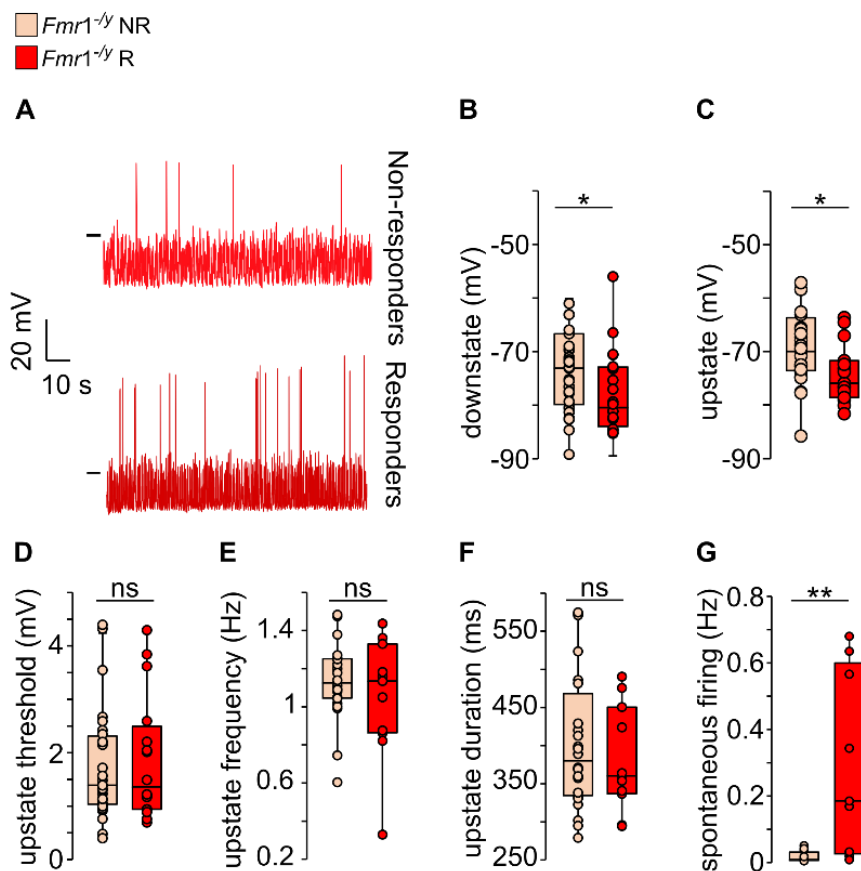 Fmr1-/y NR
Fmr1-/y R
A
Non-responders
Responders
20 mV
10 s
B
*
downstate (mV)
-50
-70
-90
C
*
upstate (mV)
-50
-70
-90
D
ns
upstate threshold (mV)
4
2
0
E
ns
upstate frequency (Hz)
1.4
1
0.6
0.2
F
ns
upstate duration (ms)
550
450
350
250
G
**
spontaneous firing (Hz)
0.8
0.6
0.4
0.2
0